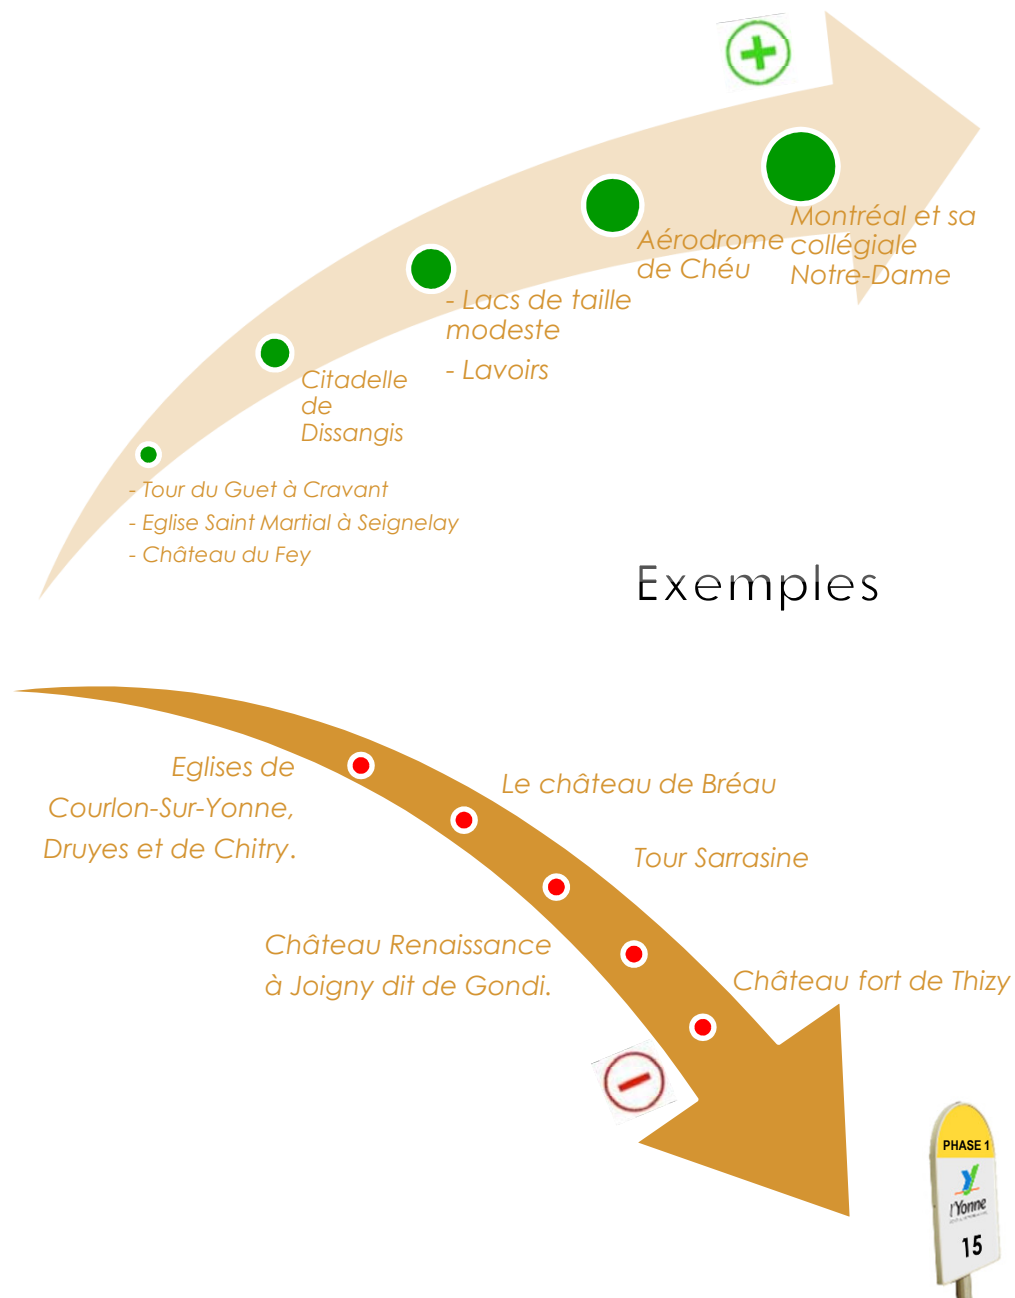 Montréal et sa
collégiale
Notre-Dame
Aérodrome
de Chéu
- Lacs de taille
modeste
- Lavoirs
Citadelle
de
Dissangis
- Tour du Guet à Cravant
- Eglise Saint Martial à Seignelay
- Château du Fey
Exemples
Eglises de
Courlon-Sur-Yonne,
Druyes et de Chitry.
Le château de Bréau
Tour Sarrasine
Château Renaissance
à Joigny dit de Gondi.
Château fort de Thizy
PHASE 1
l'Yonne
15